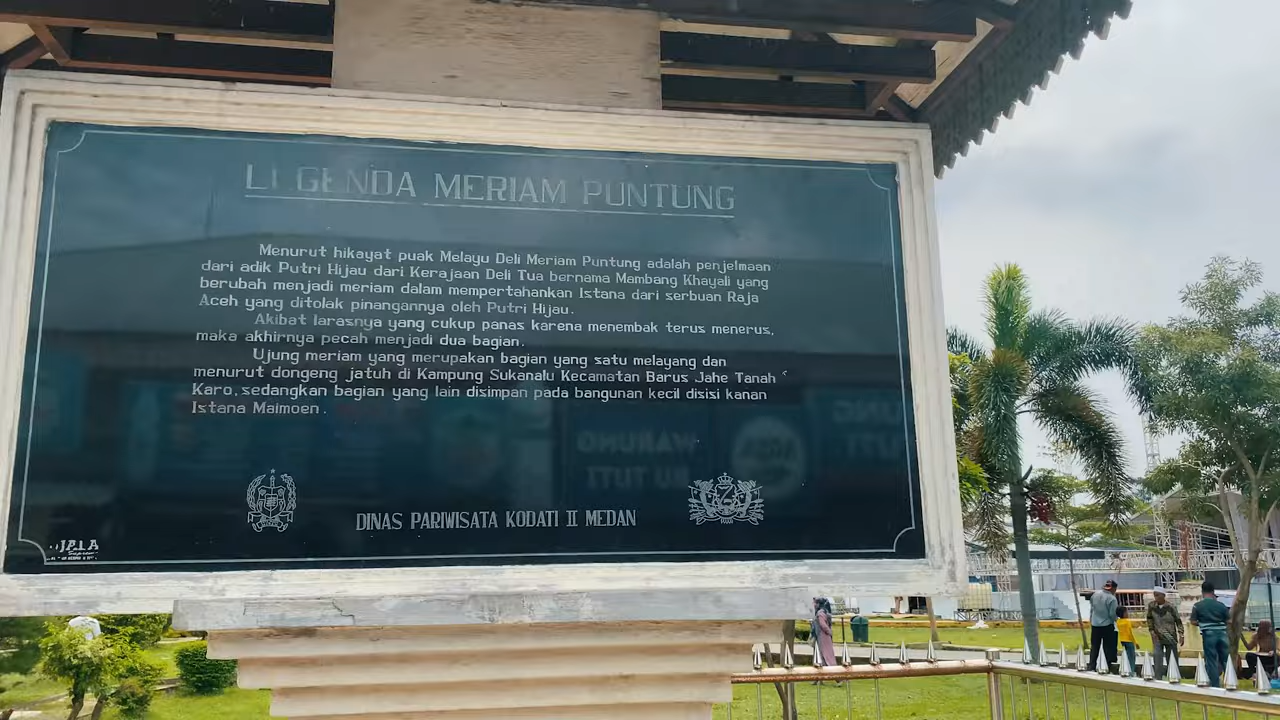 LEGENDA MERIAM PUNTUNG
Menurut hikayat puak Melayu Deli Meriam Puntung adalah penjelmaan
dari adik Putri Hijau dari Kerajaan Deli Tua bernama Mambang Khayali yang
berubah menjadi meriam dalam mempertahankan Istana dari serbuan Raja
Aceh yang ditolak pinangannya oleh Putri Hijau.
Akibat larasnya yang cukup panas karena menembak terus menerus,
maka akhirnya pecah menjadi dua bagian.
Ujung meriam yang merupakan bagian yang satu melayang dan
menurut dongeng jatuh di Kampung Sukanalu Kecamatan Barus Jahe Tanah
Karo, sedangkan bagian yang lain disimpan pada bangunan kecil disisi kanan
Istana Maimoen.
DINAS PARIWISATA KODATI II MEDAN
JALA
WARUNG
BU TUTI